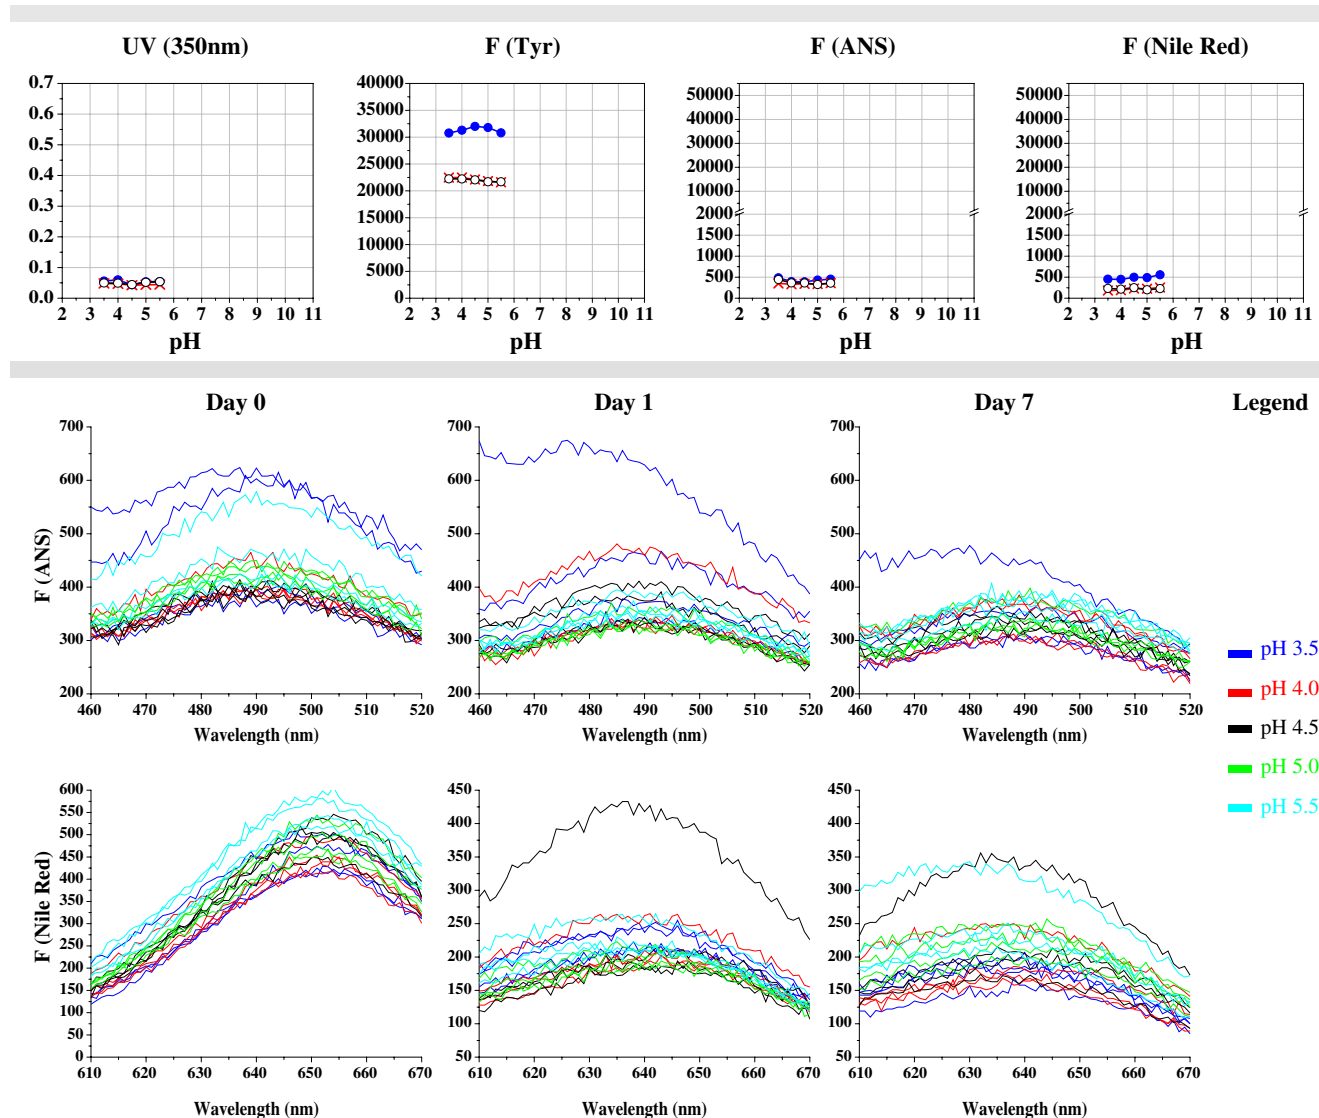 UV (350nm)
F (Tyr)
F (ANS)
F (Nile Red)
0.7
0.6
0.5
0.4
0.3
0.2
0.1
0.0
2 3 4 5 6 7 8 9 10 11
pH
40000
35000
30000
25000
20000
15000
10000
5000
0
2 3 4 5 6 7 8 9 10 11
pH
50000
40000
30000
20000
10000
2000
1500
1000
500
0
2 3 4 5 6 7 8 9 10 11
pH
50000
40000
30000
20000
10000
2000
1500
1000
500
0
2 3 4 5 6 7 8 9 10 11
pH
Day 0
Day 1
Day 7
Legend
F (ANS)
700
600
500
400
300
200
460 470 480 490 500 510 520
Wavelength (nm)
700
600
500
400
300
200
460 470 480 490 500 510 520
Wavelength (nm)
700
600
500
400
300
200
460 470 480 490 500 510 520
Wavelength (nm)
pH 3.5
pH 4.0
pH 4.5
pH 5.0
pH 5.5
F (Nile Red)
600
550
500
450
400
350
300
250
200
150
100
50
0
610 620 630 640 650 660 670
Wavelength (nm)
450
400
350
300
250
200
150
100
50
610 620 630 640 650 660 670
Wavelength (nm)
450
400
350
300
250
200
150
100
50
610 620 630 640 650 660 670
Wavelength (nm)